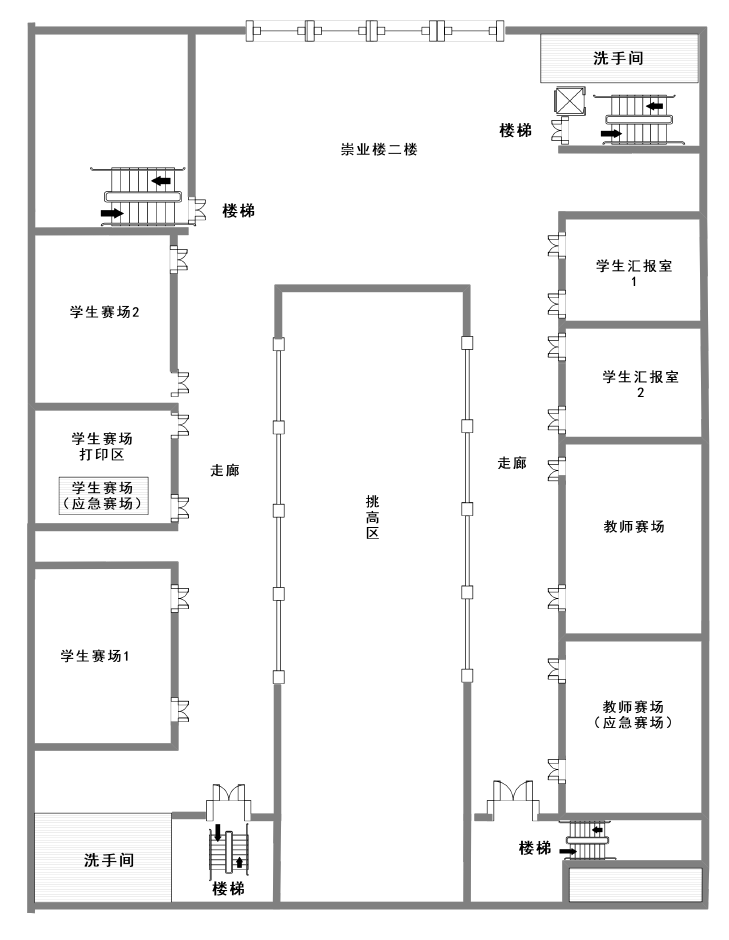 洗手间
楼梯
崇业楼二楼
楼梯
学生汇报室
1
学生赛场2
学生汇报室
2
学生赛场
打印区
学生赛场
（应急赛场）
走廊
走廊
挑
高
区
教师赛场
学生赛场1
教师赛场
（应急赛场）
洗手间
楼梯
楼梯